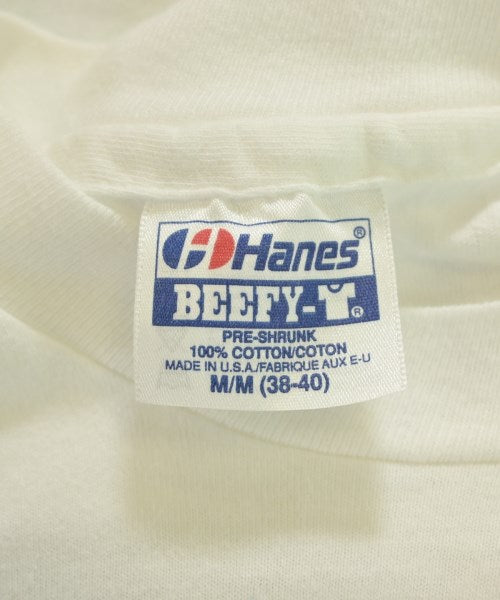 Hanes®
BEEFY-T®
PRE-SHRUNK
100% COTTON/COTON
MADE IN U.S.A./FABRIQUE AUX E-U
M/M (38-40)